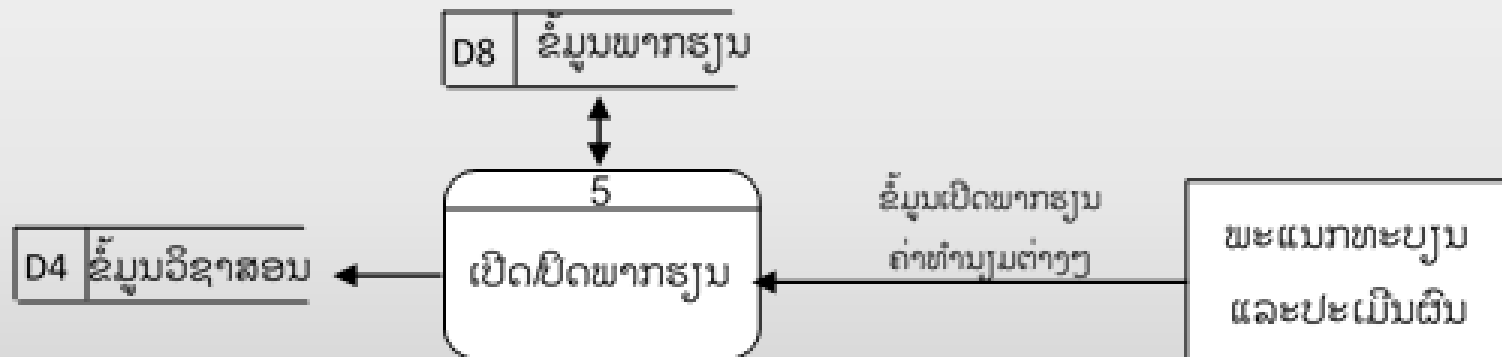 D8 ຂໍ້ມູນພາກຮຽນ
5
ເປີດ/ປິດພາກຮຽນ
D4 ຂໍ້ມູນວິຊາສອນ
ຂໍ້ມູນເປີດພາກຮຽນ
ຄ່າທຳນຽມຕ່າງໆ
ພະແນກທະບຽນ
ແລະປະເມີນຜົນ